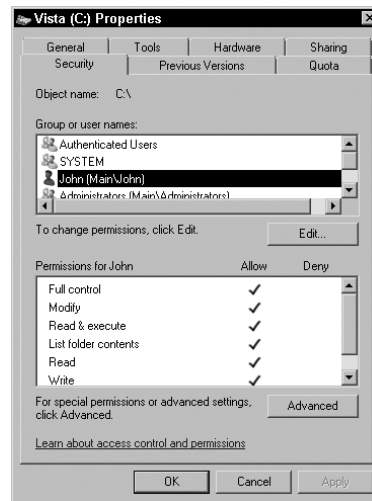 Vista (C:) Properties
General Tools Hardware Sharing
Security Previous Versions Quota
Object name: C:\
Group or user names:
Authenticated Users
SYSTEM
John (Main\John)
Administrators (Main\Administrators)
To change permissions, click Edit.
Edit...
Permissions for John Allow Deny
Full control
Modify
Read & execute
List folder contents
Read
Write
For special permissions or advanced settings,
click Advanced.
Advanced
Learn about access control and permissions
OK Cancel Apply